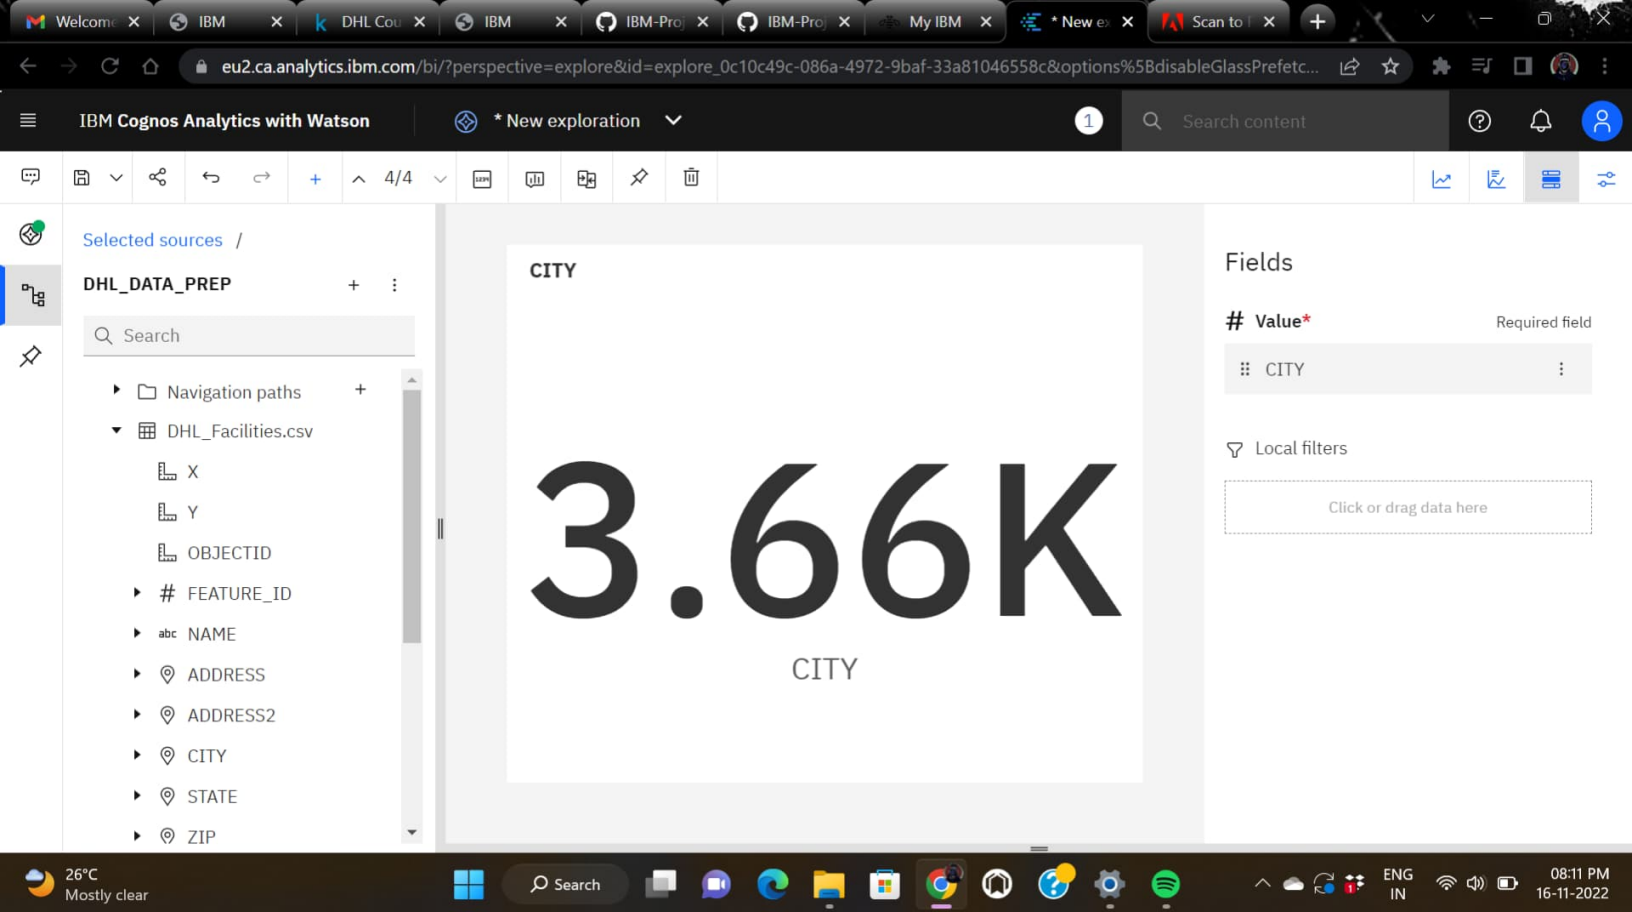 Welcome
IBM
DHL Cou
IBM
IBM-Proj
IBM-Proj
My IBM
* New ex
Scan to
eu2.ca.analytics.ibm.com/bi/?perspective=explore&id=explore_0c10c49c-086a-4972-9baf-33a81046558c&options%5BdisableGlassPrefetc...
IBM Cognos Analytics with Watson
* New exploration
1
Search content
4/4
Selected sources /
DHL_DATA_PREP
Search
Navigation paths
DHL_Facilities.csv
X
Y
OBJECTID
# FEATURE_ID
abc NAME
ADDRESS
ADDRESS2
CITY
STATE
ZIP
CITY
3.66K
CITY
Fields
# Value*
Required field
CITY
Local filters
Click or drag data here
26°C
Mostly clear
Search
1
ENG
IN
08:11 PM
16-11-2022